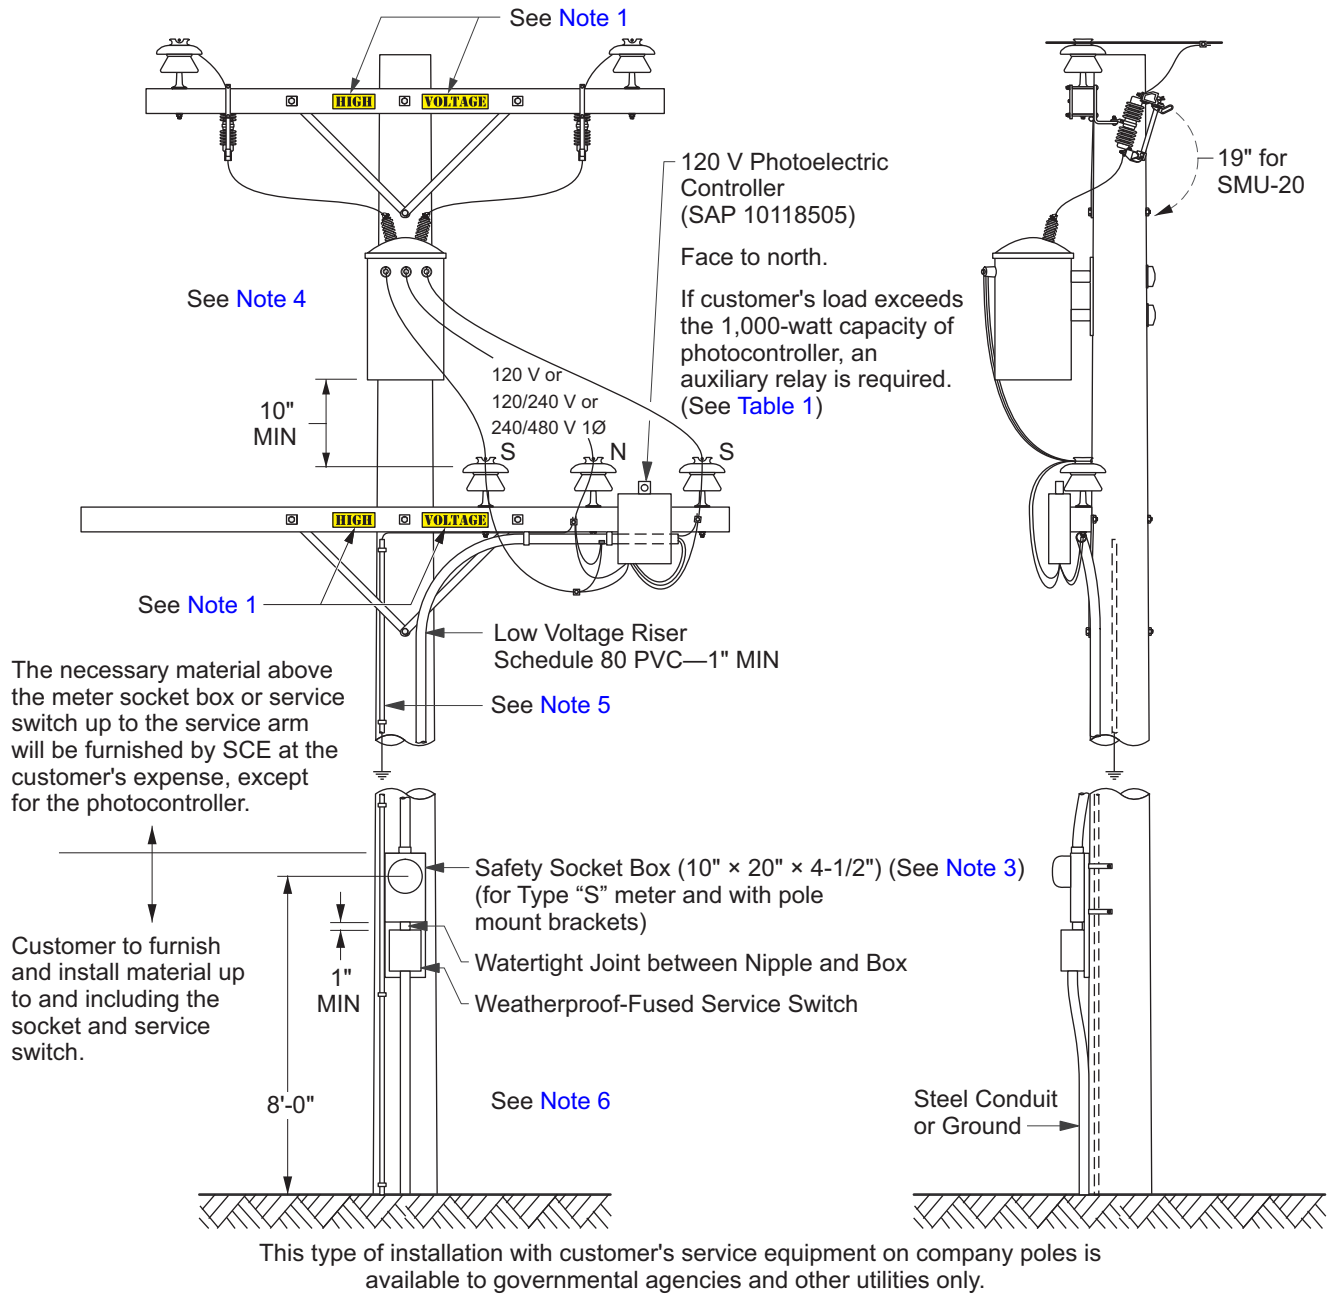 See Note 1
HIGH VOLTAGE
120 V Photoelectric
Controller
(SAP 10118505)
Face to north.
If customer's load exceeds
the 1,000-watt capacity of
photocontroller, an
auxiliary relay is required.
(See Table 1)
19" for
SMU-20
See Note 4
120 V or
120/240 V or
240/480 V 1Ø
10"
MIN
S
N
S
HIGH VOLTAGE
See Note 1
Low Voltage Riser
Schedule 80 PVC—1" MIN
The necessary material above
the meter socket box or service
switch up to the service arm
will be furnished by SCE at the
customer's expense, except
for the photocontroller.
See Note 5
Safety Socket Box (10" × 20" × 4-1/2") (See Note 3)
(for Type “S” meter and with pole
mount brackets)
Customer to furnish
and install material up
to and including the
socket and service
switch.
1"
MIN
Watertight Joint between Nipple and Box
Weatherproof-Fused Service Switch
8'-0"
See Note 6
Steel Conduit
or Ground
This type of installation with customer's service equipment on company poles is
available to governmental agencies and other utilities only.